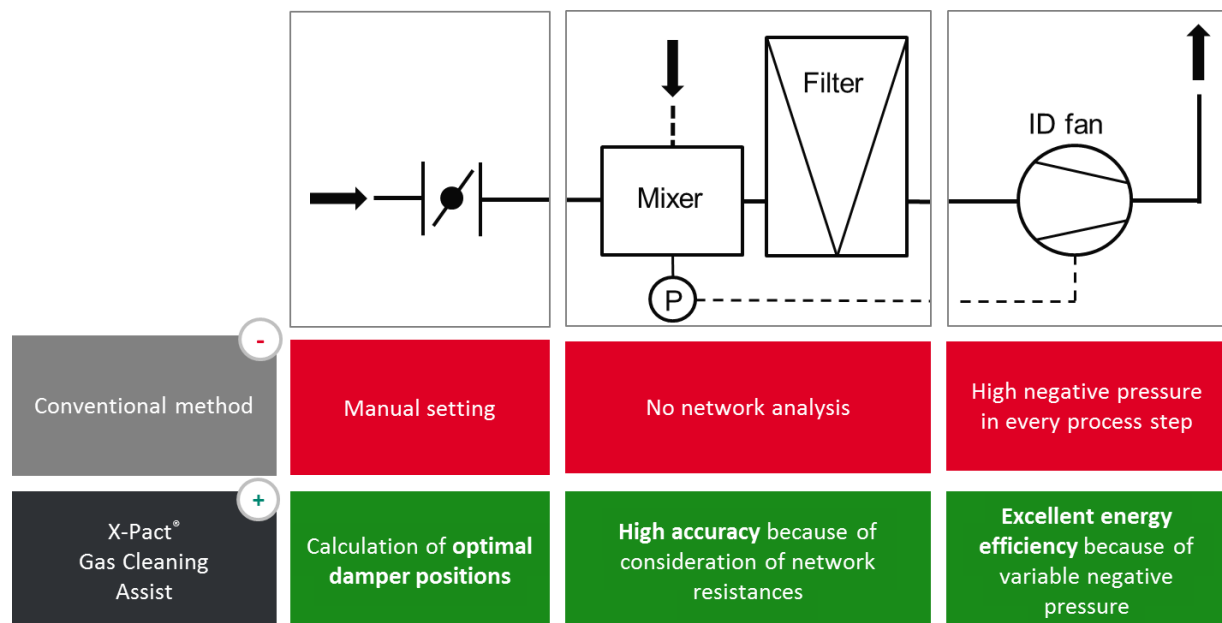 Filter
ID fan
Mixer
P
-
Conventional method
Manual setting
No network analysis
High negative pressure
in every process step
+
X-Pact®
Gas Cleaning
Assist
Calculation of optimal
damper positions
High accuracy because of
consideration of network
resistances
Excellent energy
efficiency because of
variable negative
pressure